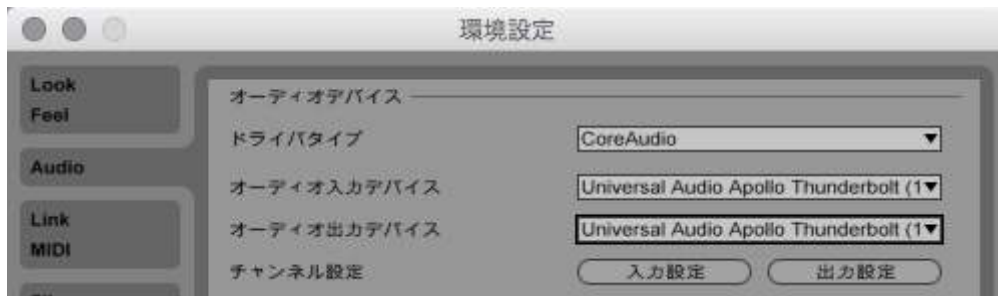 環境設定
Look
Feel
Audio
Link
MIDI
オーディオデバイス
ドライバタイプ CoreAudio
オーディオ入力デバイス Universal Audio Apollo Thunderbolt (1
オーディオ出力デバイス Universal Audio Apollo Thunderbolt (1
チャンネル設定 入力設定 出力設定